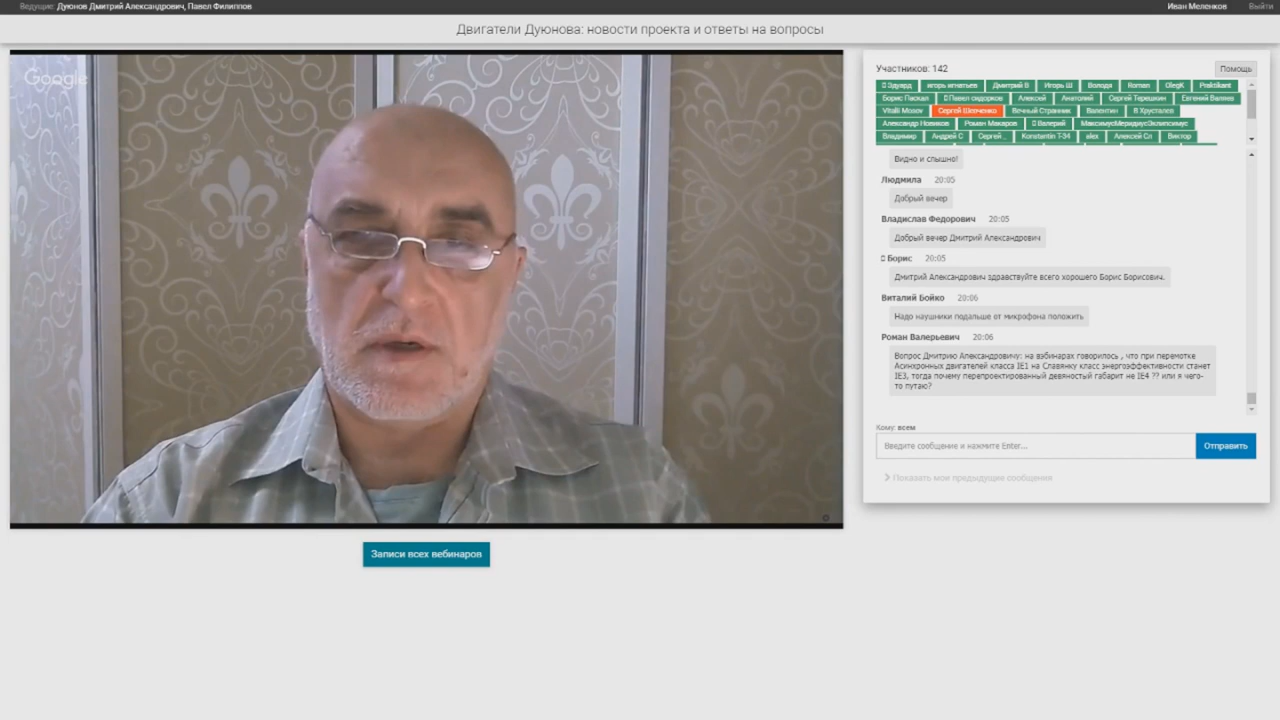 Ведущие: Дуюнов Дмитрий Александрович, Павел Филиппов
Иван Меленков Выйти
Двигатели Дуюнова: новости проекта и ответы на вопросы
Google
Участников: 142
Помощь
Эдуард игорь игнатьев Дмитрий В Игорь Ш Володя Roman OlegK Praktikant
Борис Паскал Павел сидорков Алексей Анатолий Сергей Терешкин Евгений Валяев
Vitalii Mosov Сергей Шевченко Вечный Странник Валентин В Хрусталев
Александр Новиков Роман Макаров Валерий МаксимусМеридиусЭклипсимус
Владимир Андрей С Сергей _ Konstantin T-34 alex Алексей Сл Виктор
Видно и слышно!
Людмила 20:05
Добрый вечер
Владислав Федорович 20:05
Добрый вечер Дмитрий Александрович
Борис 20:05
Дмитрий Александрович здравствуйте всего хорошего Борис Борисович.
Виталий Бойко 20:06
Надо наушники подальше от микрофона положить
Роман Валерьевич 20:06
Вопрос Дмитрию Александровичу: на вэбинарах говорилось , что при перемотке
Асинхронных двигателей класса IE1 на Славянку класс энергоэффективности станет
IE3, тогда почему перепроектированный девяностый габарит не IE4 ?? или я чего-
то путаю?
Кому: всем
Введите сообщение и нажмите Enter...
Отправить
Показать мое предыдущее сообщение
Записи всех вебинаров